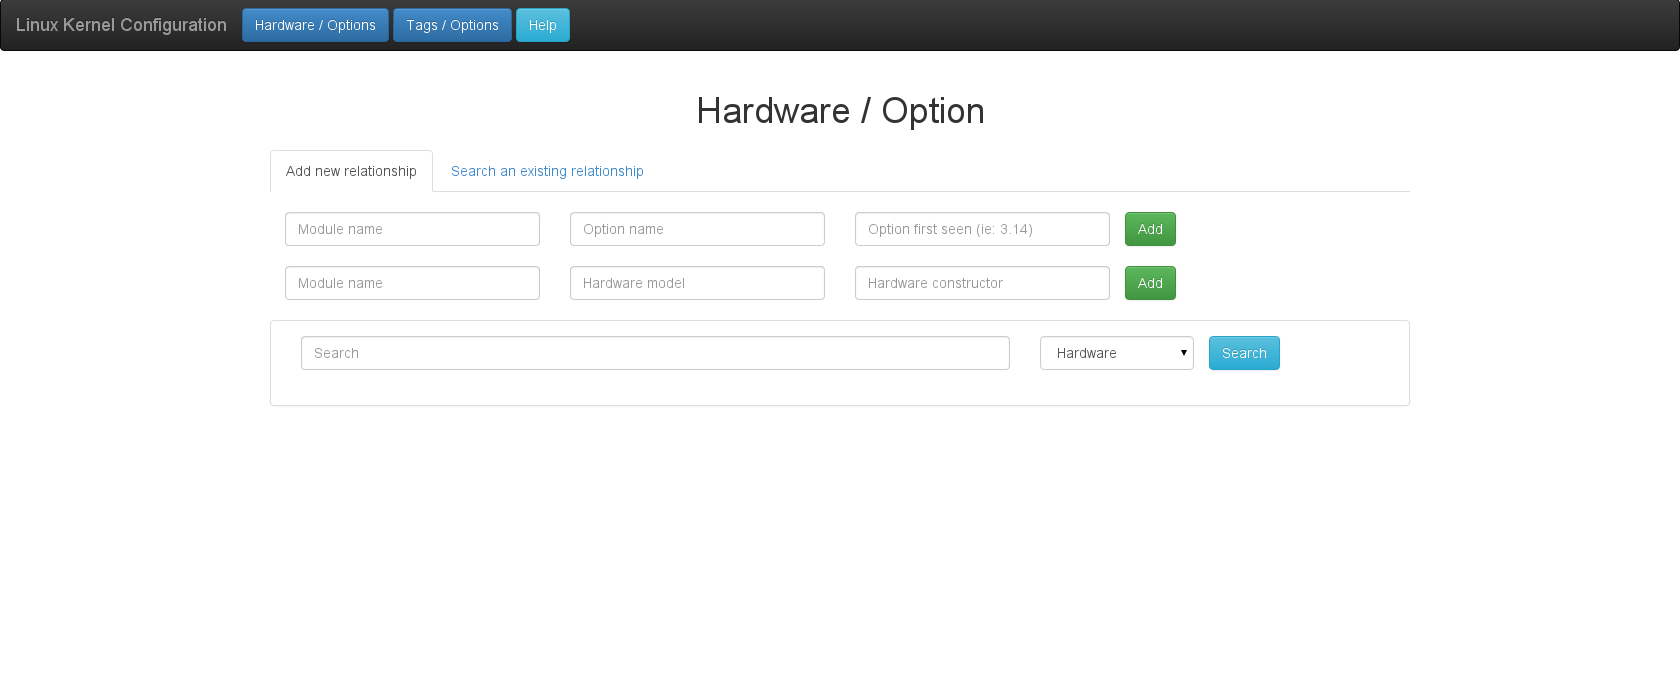 Linux Kernel Configuration Hardware / Options Tags / Options Help
Hardware / Option
Add new relationship Search an existing relationship
Module name Option name Option first seen (ie: 3.14) Add
Module name Hardware model Hardware constructor Add
Search Hardware Search